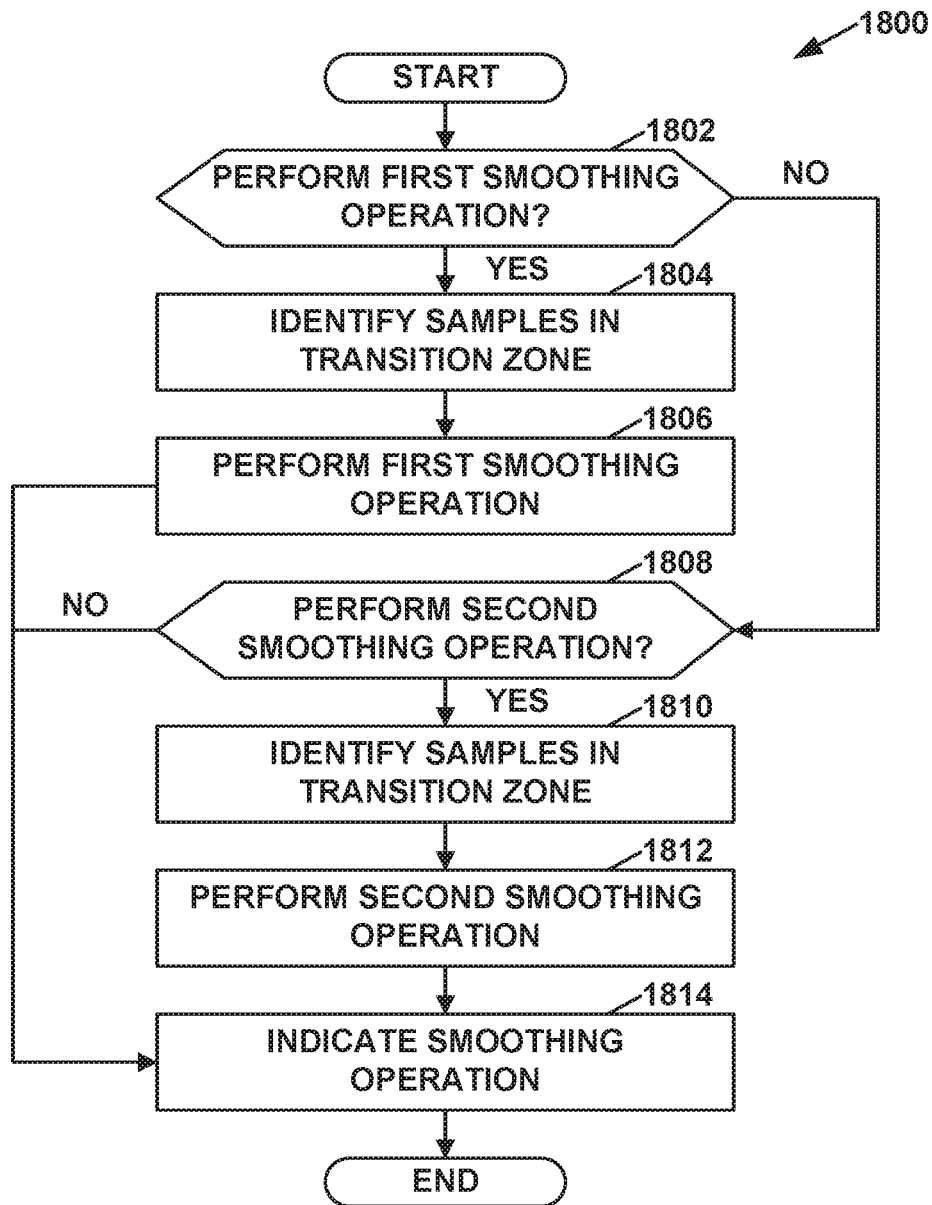 1800
START
1802
PERFORM FIRST SMOOTHING
OPERATION?
NO
YES
1804
IDENTIFY SAMPLES IN
TRANSITION ZONE
1806
PERFORM FIRST SMOOTHING
OPERATION
1808
NO
PERFORM SECOND
SMOOTHING OPERATION?
YES
1810
IDENTIFY SAMPLES IN
TRANSITION ZONE
1812
PERFORM SECOND SMOOTHING
OPERATION
1814
INDICATE SMOOTHING
OPERATION
END